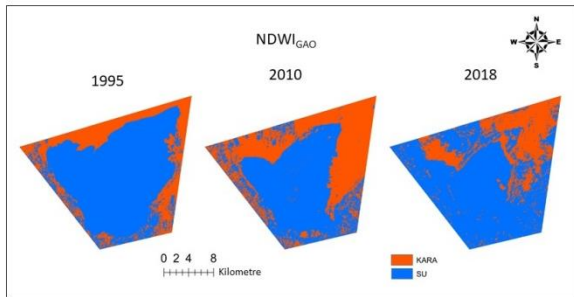 NDWIGAO
N
W E
S
1995
2010
2018
0 2 4 8
Kilometre
KARA
SU